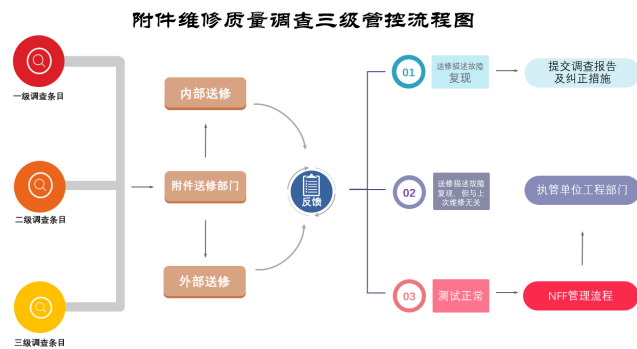 附件维修质量调查三级管控流程图
一级调查条目
二级调查条目
三级调查条目
内部送修
附件送修部门
外部送修
反馈
01
送修描述故障
复现
提交调查报告
及纠正措施
02
送修描述故障
复现，但与上
次维修无关
执管单位工程部门
03
测试正常
NFF管理流程